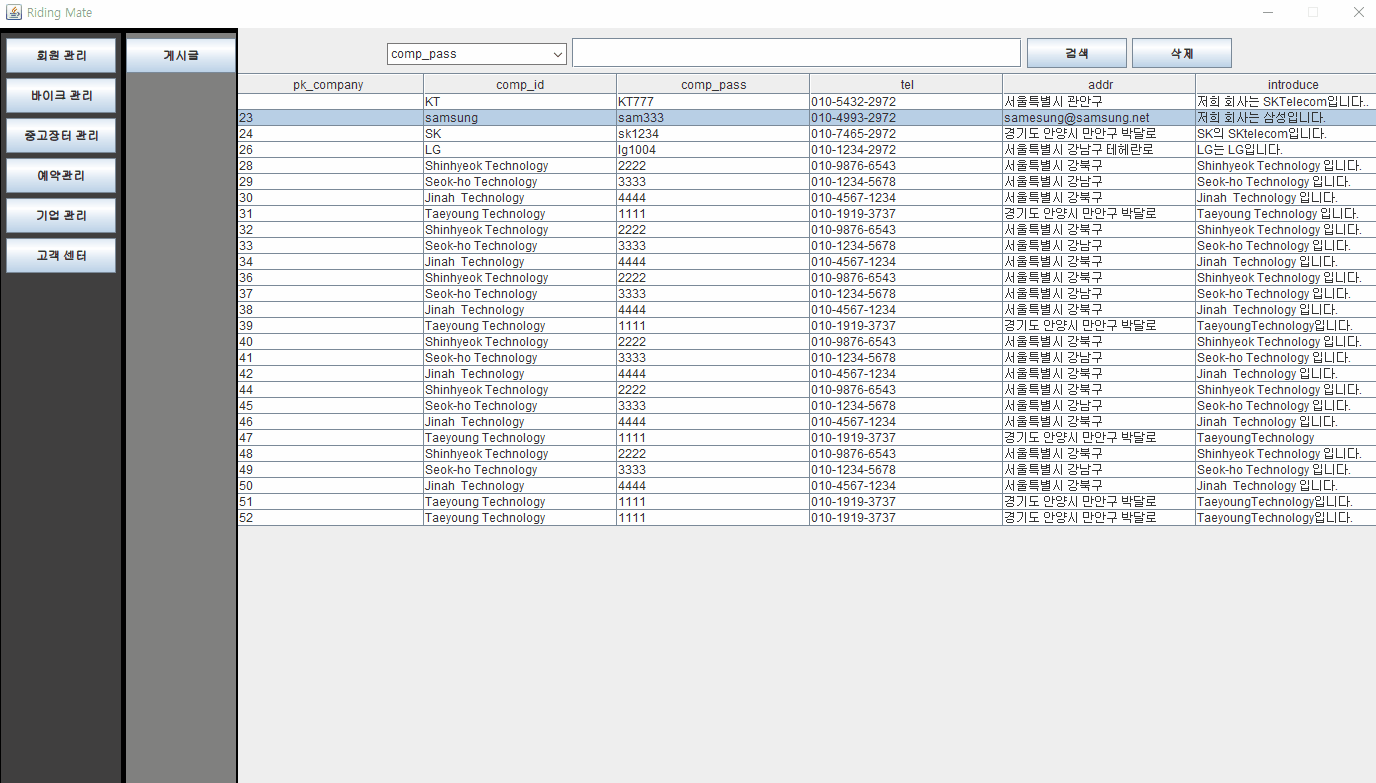 Riding Mate
회원 관리
바이크 관리
중고장터 관리
예약관리
기업 관리
고객 센터
게시글
comp_pass 검색 삭제
pk_company comp_id comp_pass tel addr introduce
KT KT777 010-5432-2972 서울특별시 관안구 저희 회사는 SKTelecom입니다..
23 samsung sam333 010-4993-2972 samesung@samsung.net 저희 회사는 삼성입니다.
24 SK sk1234 010-7465-2972 경기도 안양시 만안구 박달로 SK의 SKtelecom입니다.
26 LG lg1004 010-1234-2972 서울특별시 강남구 테헤란로 LG는 LG입니다.
28 Shinhyeok Technology 2222 010-9876-6543 서울특별시 강북구 Shinhyeok Technology 입니다.
29 Seok-ho Technology 3333 010-1234-5678 서울특별시 강남구 Seok-ho Technology 입니다.
30 Jinah  Technology 4444 010-4567-1234 서울특별시 강북구 Jinah  Technology 입니다.
31 Taeyoung Technology 1111 010-1919-3737 경기도 안양시 만안구 박달로 Taeyoung Technology 입니다.
32 Shinhyeok Technology 2222 010-9876-6543 서울특별시 강북구 Shinhyeok Technology 입니다.
33 Seok-ho Technology 3333 010-1234-5678 서울특별시 강남구 Seok-ho Technology 입니다.
34 Jinah  Technology 4444 010-4567-1234 서울특별시 강북구 Jinah  Technology 입니다.
36 Shinhyeok Technology 2222 010-9876-6543 서울특별시 강북구 Shinhyeok Technology 입니다.
37 Seok-ho Technology 3333 010-1234-5678 서울특별시 강남구 Seok-ho Technology 입니다.
38 Jinah  Technology 4444 010-4567-1234 서울특별시 강북구 Jinah  Technology 입니다.
39 Taeyoung Technology 1111 010-1919-3737 경기도 안양시 만안구 박달로 TaeyoungTechnology입니다.
40 Shinhyeok Technology 2222 010-9876-6543 서울특별시 강북구 Shinhyeok Technology 입니다.
41 Seok-ho Technology 3333 010-1234-5678 서울특별시 강남구 Seok-ho Technology 입니다.
42 Jinah  Technology 4444 010-4567-1234 서울특별시 강북구 Jinah  Technology 입니다.
44 Shinhyeok Technology 2222 010-9876-6543 서울특별시 강북구 Shinhyeok Technology 입니다.
45 Seok-ho Technology 3333 010-1234-5678 서울특별시 강남구 Seok-ho Technology 입니다.
46 Jinah  Technology 4444 010-4567-1234 서울특별시 강북구 Jinah  Technology 입니다.
47 Taeyoung Technology 1111 010-1919-3737 경기도 안양시 만안구 박달로 TaeyoungTechnology
48 Shinhyeok Technology 2222 010-9876-6543 서울특별시 강북구 Shinhyeok Technology 입니다.
49 Seok-ho Technology 3333 010-1234-5678 서울특별시 강남구 Seok-ho Technology 입니다.
50 Jinah  Technology 4444 010-4567-1234 서울특별시 강북구 Jinah  Technology 입니다.
51 Taeyoung Technology 1111 010-1919-3737 경기도 안양시 만안구 박달로 TaeyoungTechnology입니다.
52 Taeyoung Technology 1111 010-1919-3737 경기도 안양시 만안구 박달로 TaeyoungTechnology입니다.